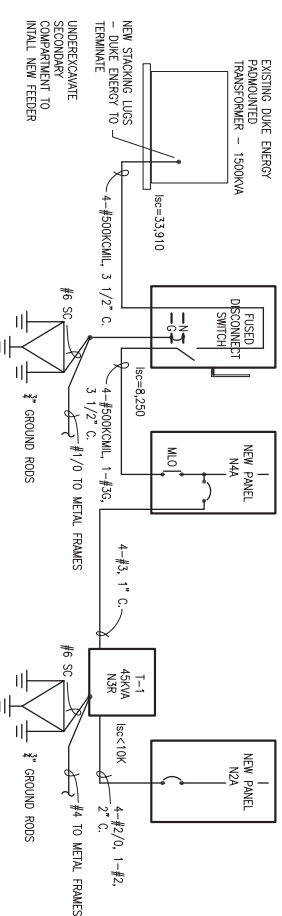 EXISTING DUKE ENERGY
PADMOUNTED
TRANSFORMER - 1500KVA
NEW STACKING LUGS
- DUKE ENERGY TO
TERMINATE
UNDEREXCAVATE
SECONDARY
COMPARTMENT TO
INTALL NEW FEEDER
Isc=33,910
4-#500KCMIL, 3 1/2" C.
FUSED
DISCONNECT
SWITCH
N
G
#6 SC
#1/0 TO METAL FRAMES
3/4" GROUND RODS
Isc=8,250
4-#500KCMIL, 1-#3G,
3 1/2" C.
NEW PANEL
N4A
MLO
4-#3, 1" C.
T-1
45KVA
N3R
#6 SC
#4 TO METAL FRAMES
3/4" GROUND RODS
Isc<10K
4-#2/0, 1-#2,
2" C.
NEW PANEL
N2A